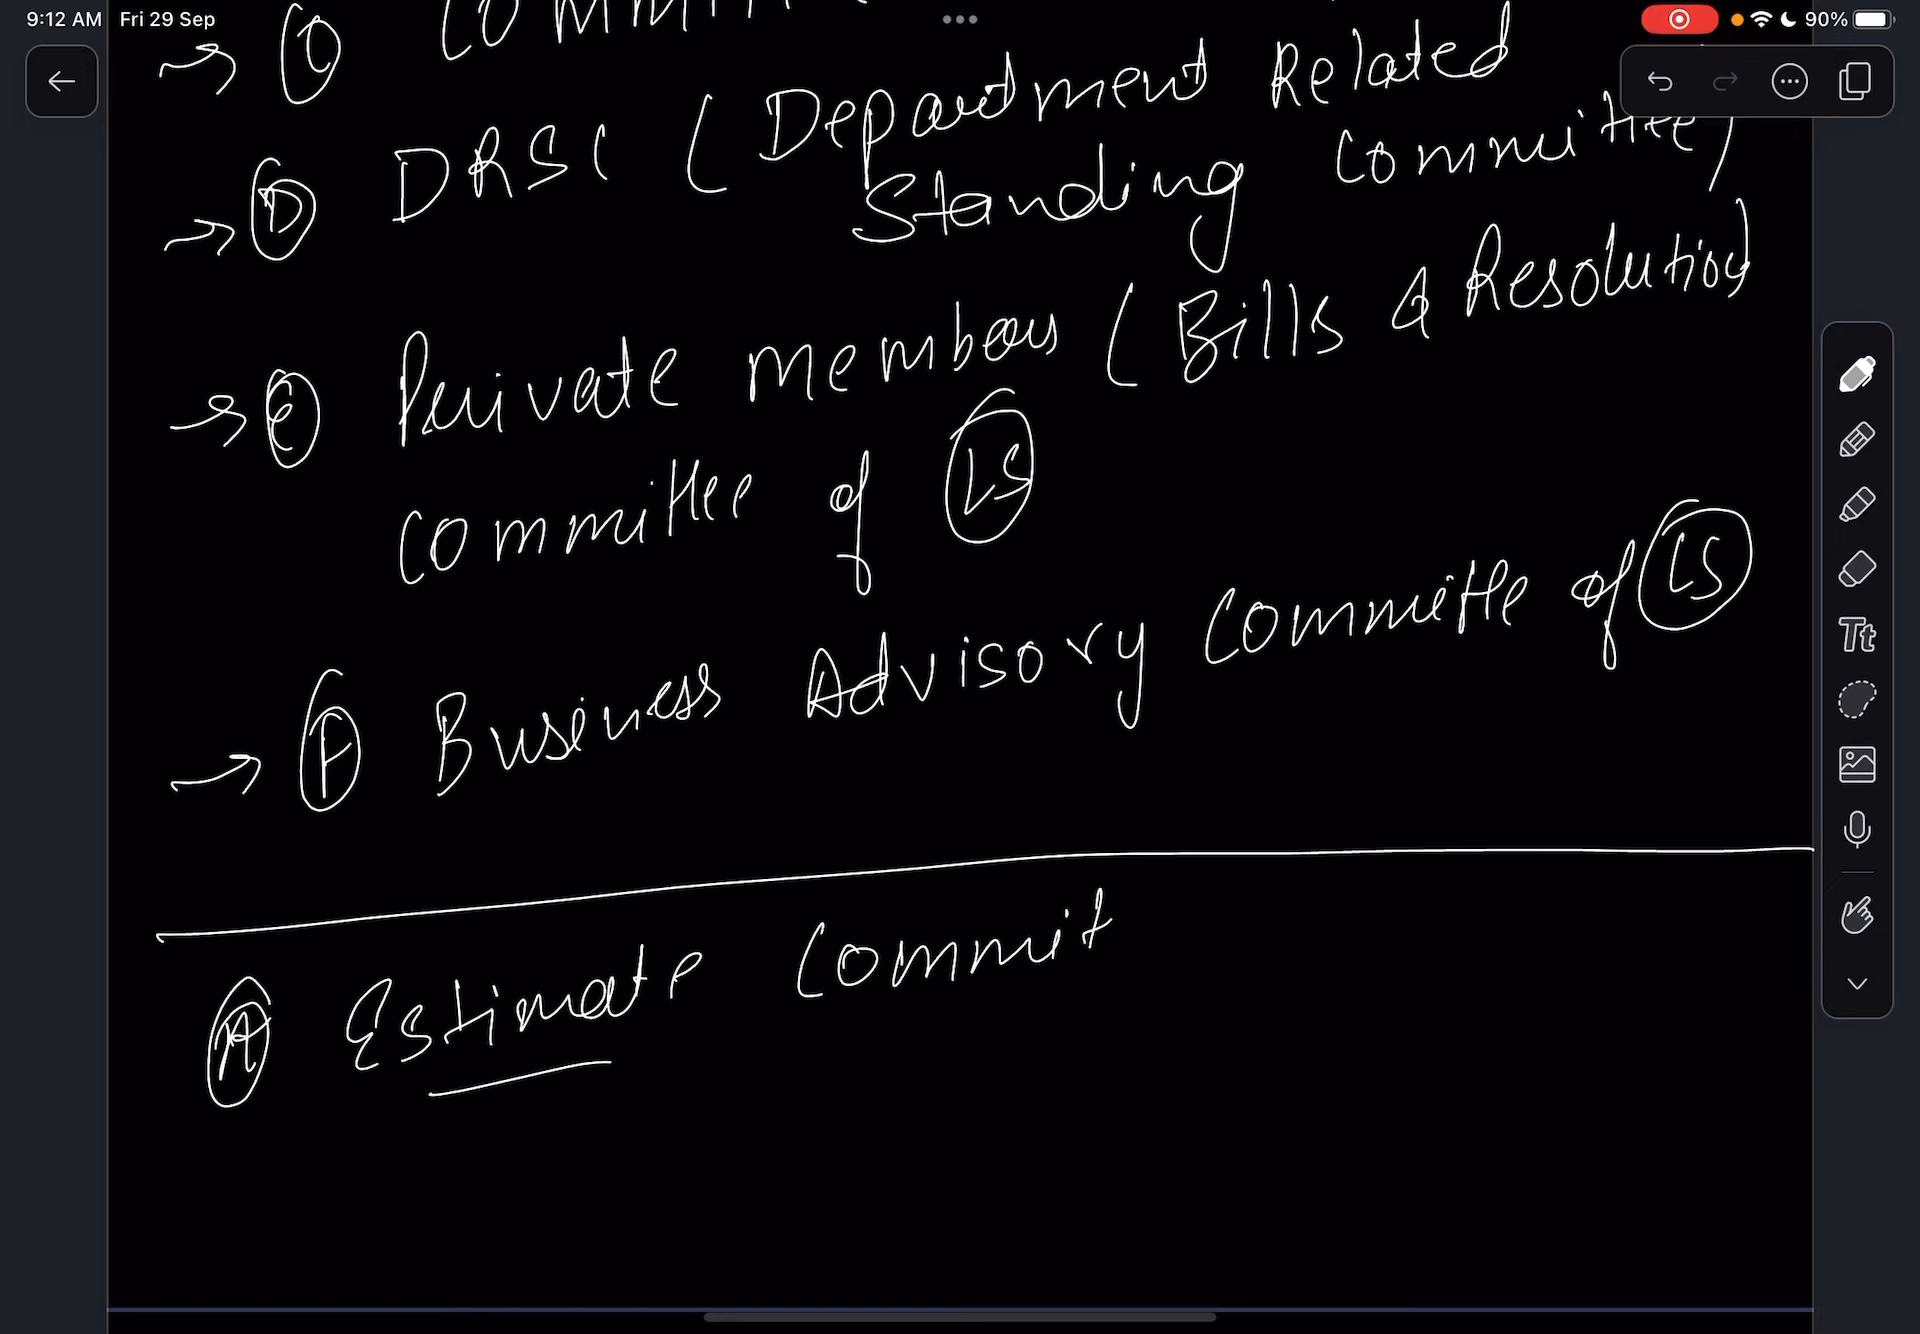 9:12 AM Fri 29 Sep
90%
→ C
→ D DRSC ( Department Related
Standing Committee)
→ E Private members ( Bills & Resolution)
Committee of LS
→ F Business Advisory Committee of LS
A Estimate Commit
Tt